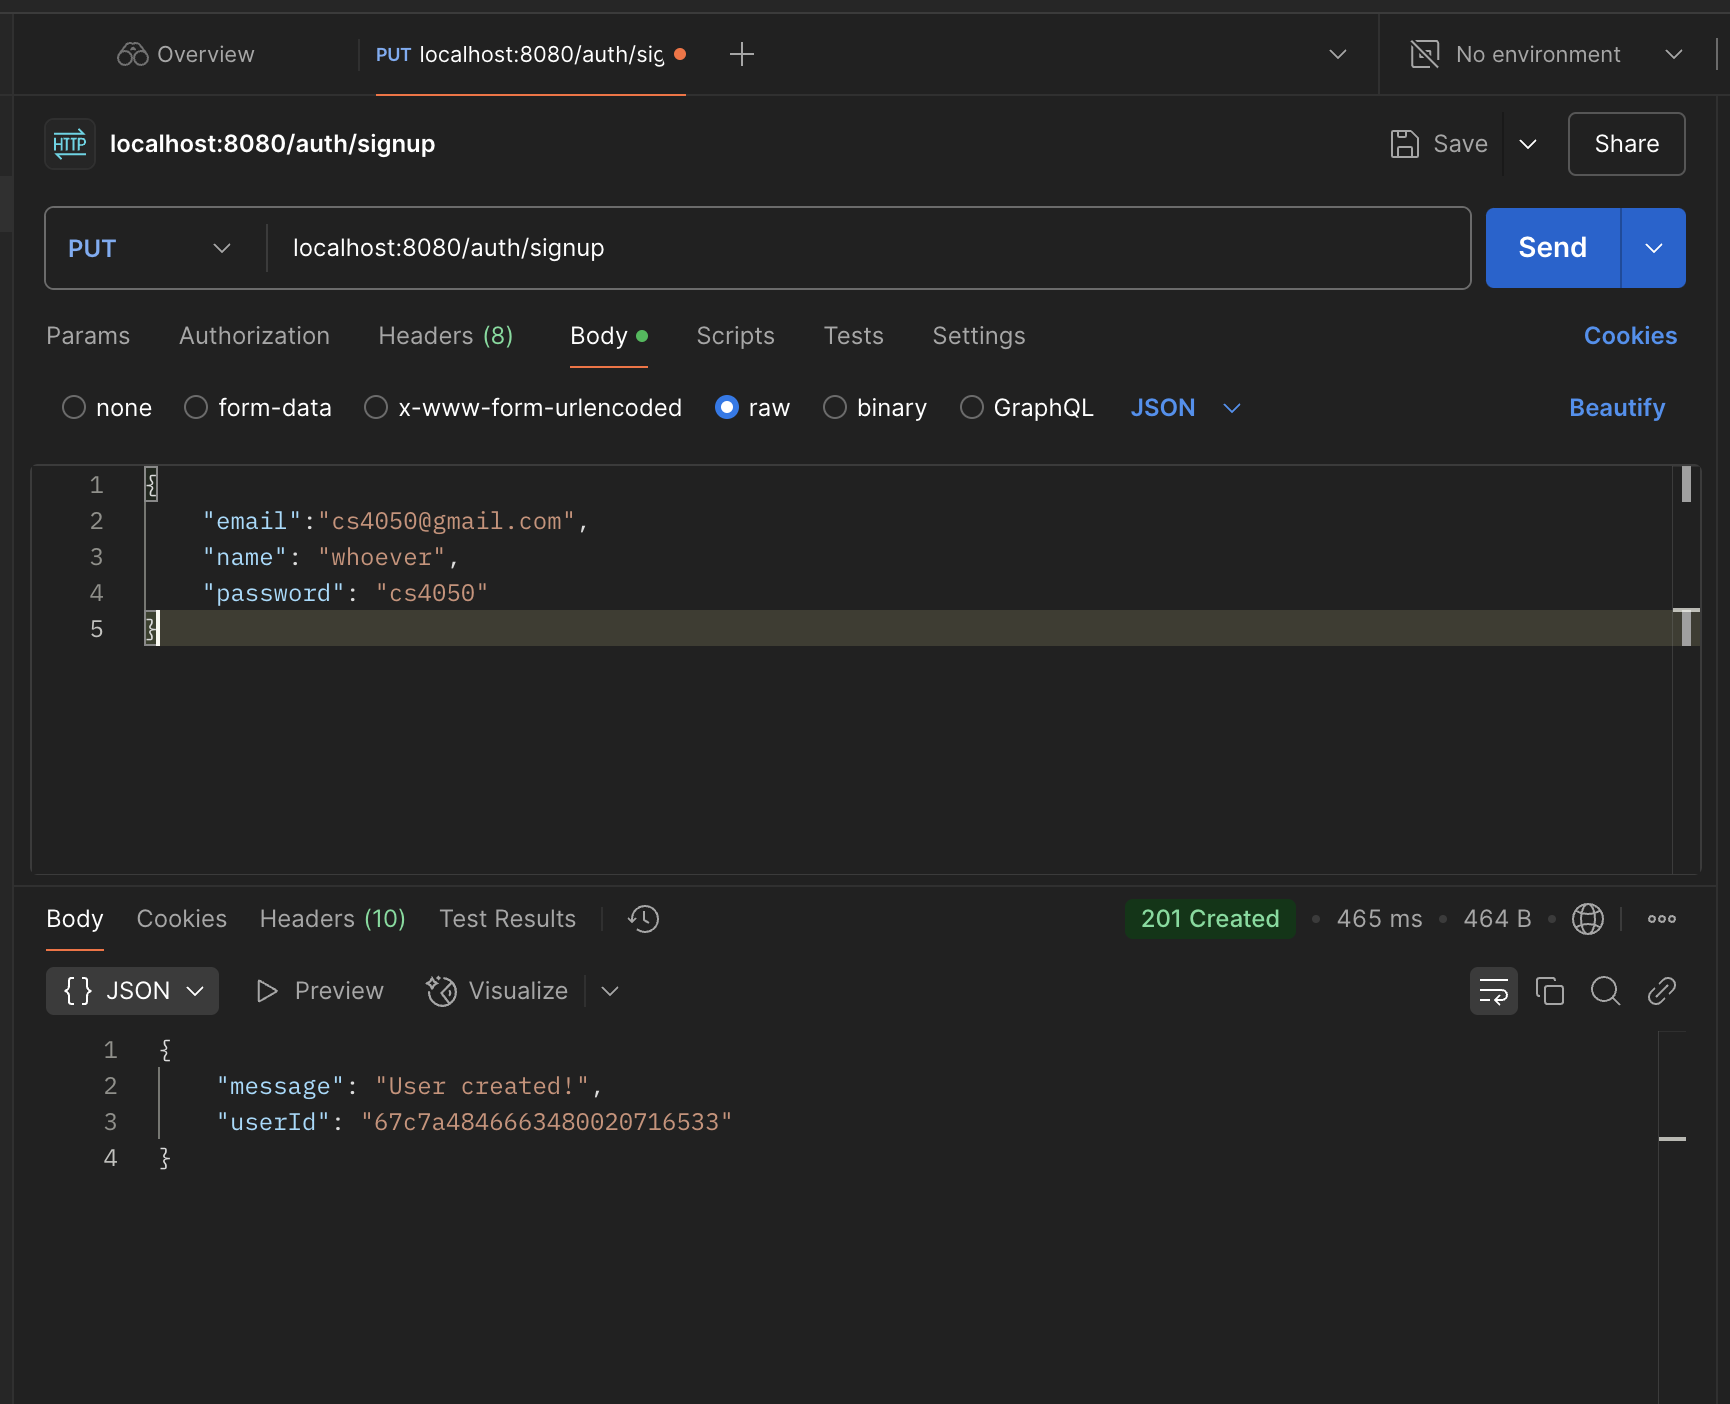 Overview PUT localhost:8080/auth/sig No environment
HTTP localhost:8080/auth/signup Save Share
PUT localhost:8080/auth/signup Send
Params Authorization Headers (8) Body Scripts Tests Settings Cookies
none form-data x-www-form-urlencoded raw binary GraphQL JSON Beautify
1 {
2 "email":"cs4050@gmail.com",
3 "name": "whoever",
4 "password": "cs4050"
5 }
Body Cookies Headers (10) Test Results 201 Created • 465 ms • 464 B •
{} JSON Preview Visualize
1 {
2 "message": "User created!",
3 "userId": "67c7a4846663480020716533"
4 }